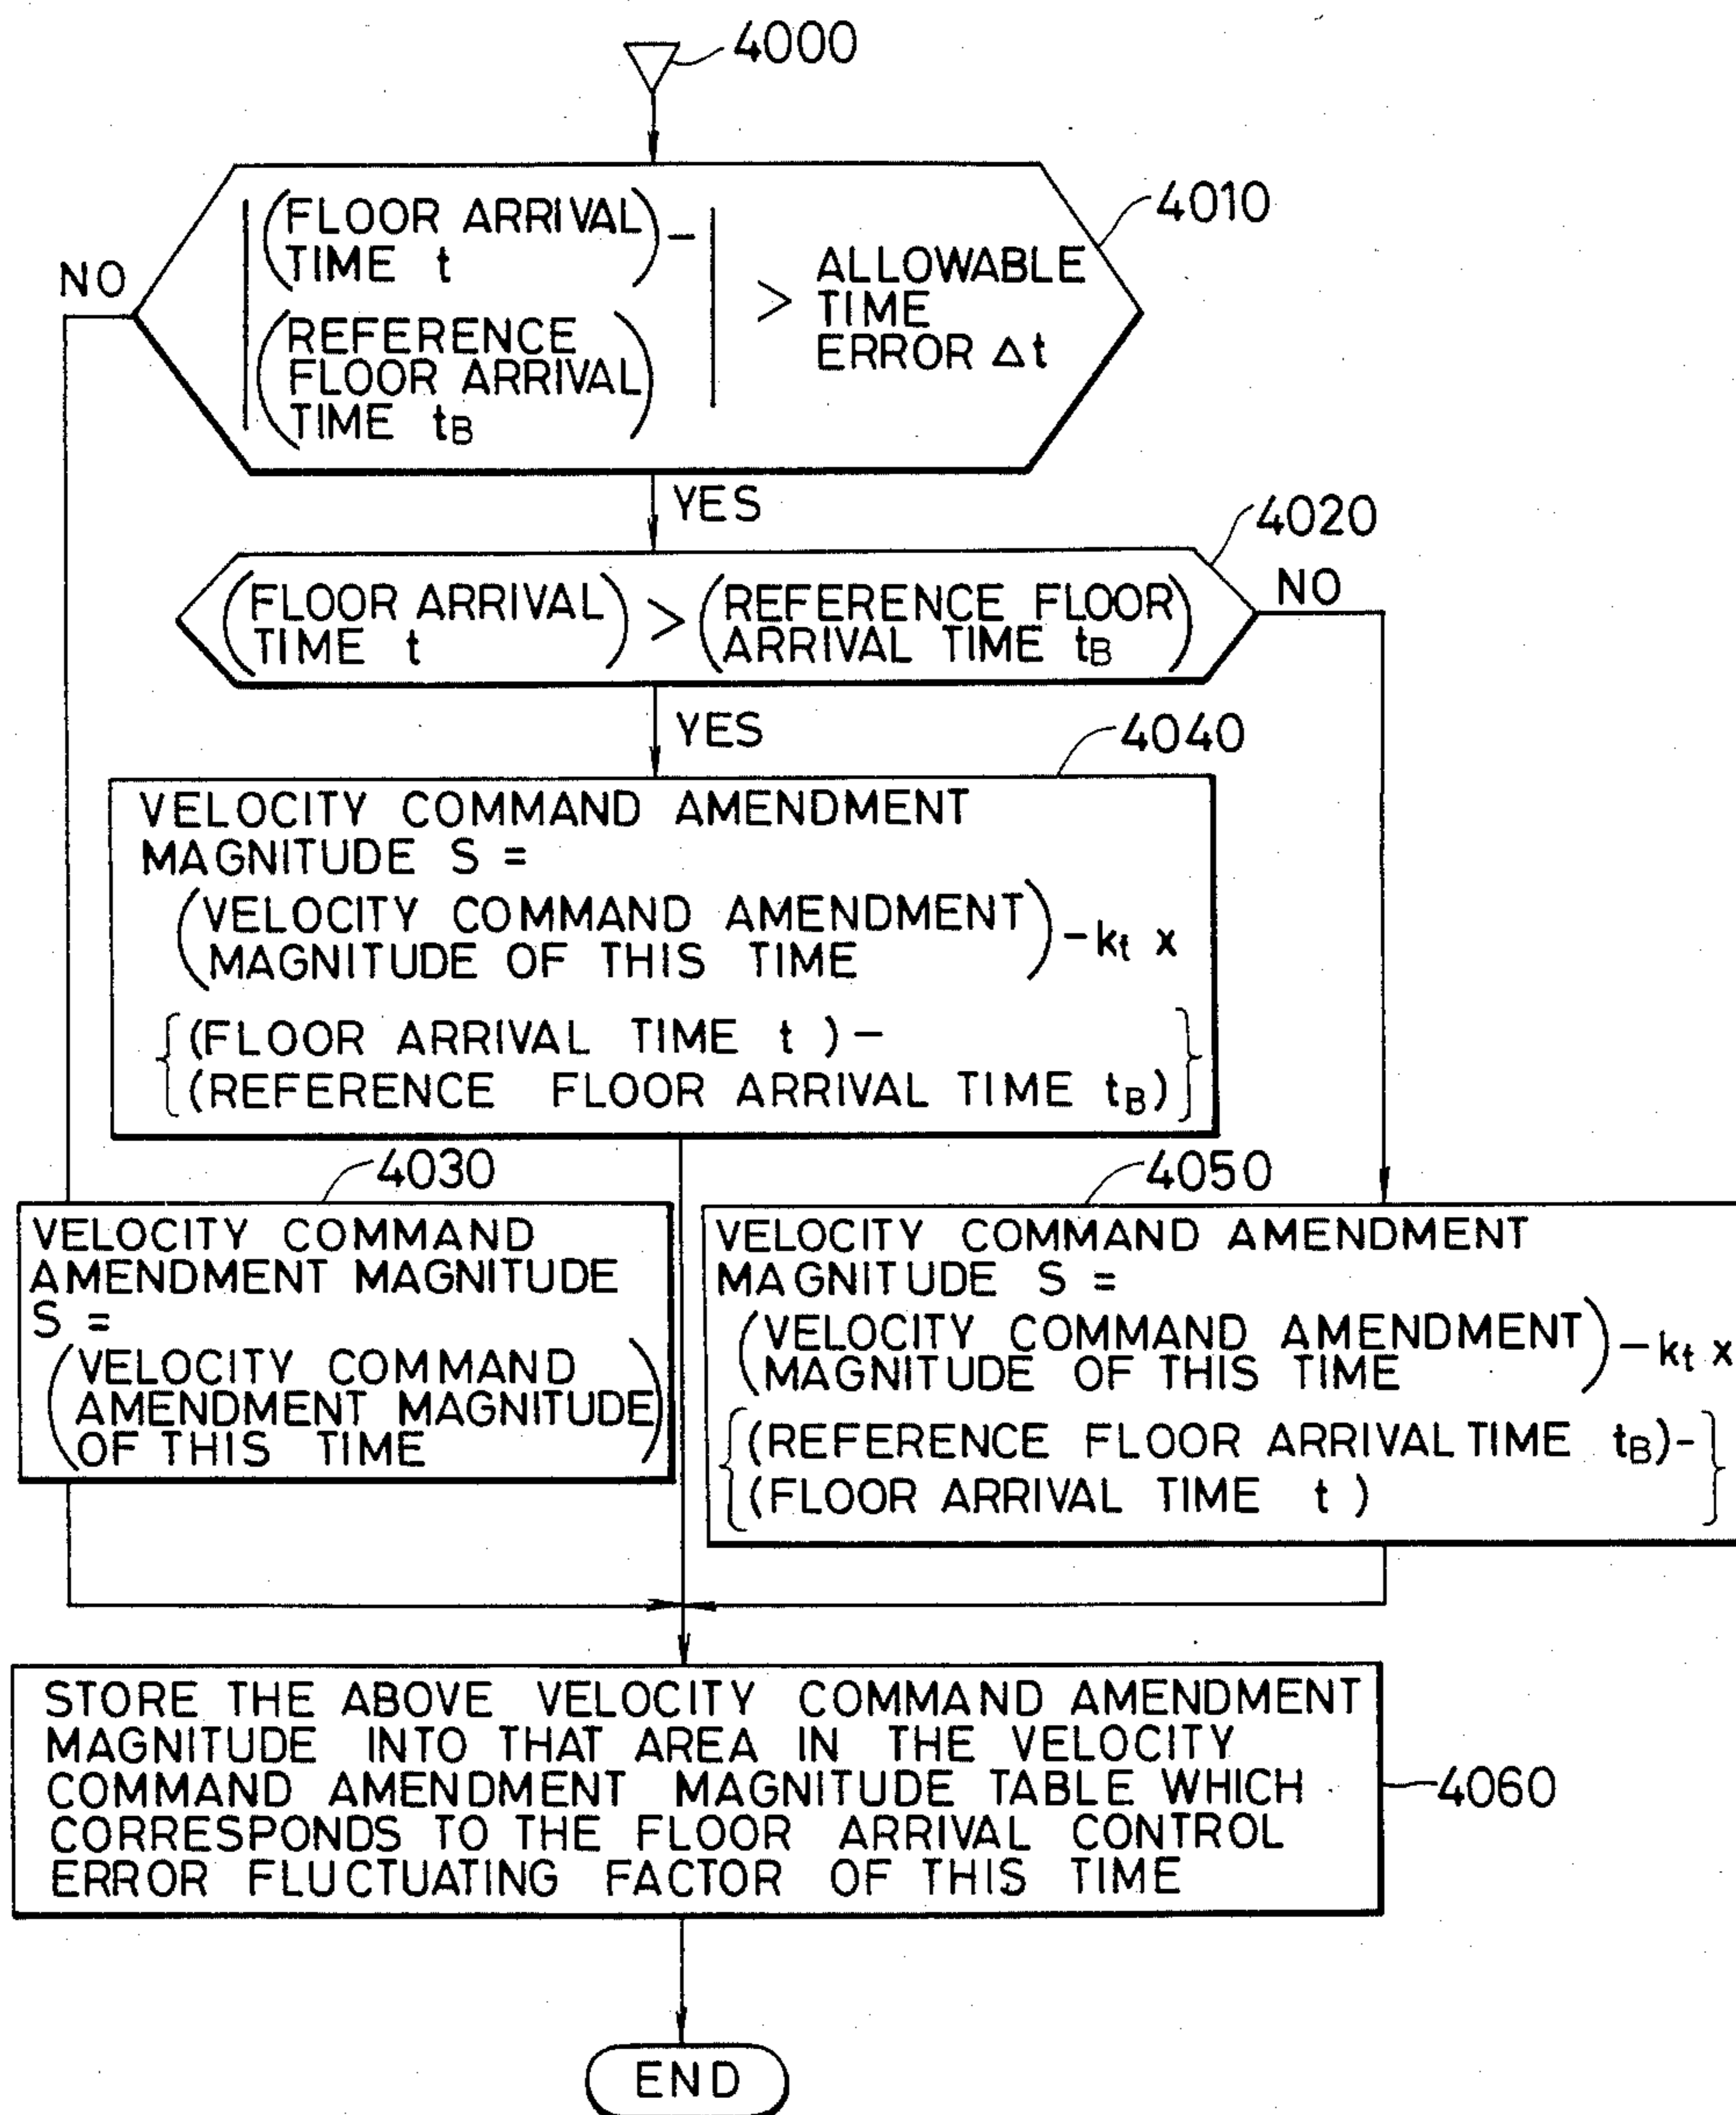 4000
4010
(FLOOR ARRIVAL
TIME t) -
(REFERENCE
FLOOR ARRIVAL
TIME tB)
> ALLOWABLE
TIME
ERROR Δt
NO
YES
4020
(FLOOR ARRIVAL
TIME t)
>
(REFERENCE FLOOR
ARRIVAL TIME tB)
NO
YES
4040
VELOCITY COMMAND AMENDMENT
MAGNITUDE S =
(VELOCITY COMMAND AMENDMENT
MAGNITUDE OF THIS TIME) - kt x
{(FLOOR ARRIVAL TIME t ) -
(REFERENCE FLOOR ARRIVAL TIME tB)}
4030
VELOCITY COMMAND
AMENDMENT MAGNITUDE
S =
(VELOCITY COMMAND
AMENDMENT MAGNITUDE
OF THIS TIME)
4050
VELOCITY COMMAND AMENDMENT
MAGNITUDE S =
(VELOCITY COMMAND AMENDMENT
MAGNITUDE OF THIS TIME) - kt x
{(REFERENCE FLOOR ARRIVAL TIME tB) -
(FLOOR ARRIVAL TIME t )}
STORE THE ABOVE VELOCITY COMMAND AMENDMENT
MAGNITUDE INTO THAT AREA IN THE VELOCITY
COMMAND AMENDMENT MAGNITUDE TABLE WHICH
CORRESPONDS TO THE FLOOR ARRIVAL CONTROL
ERROR FLUCTUATING FACTOR OF THIS TIME
4060
END